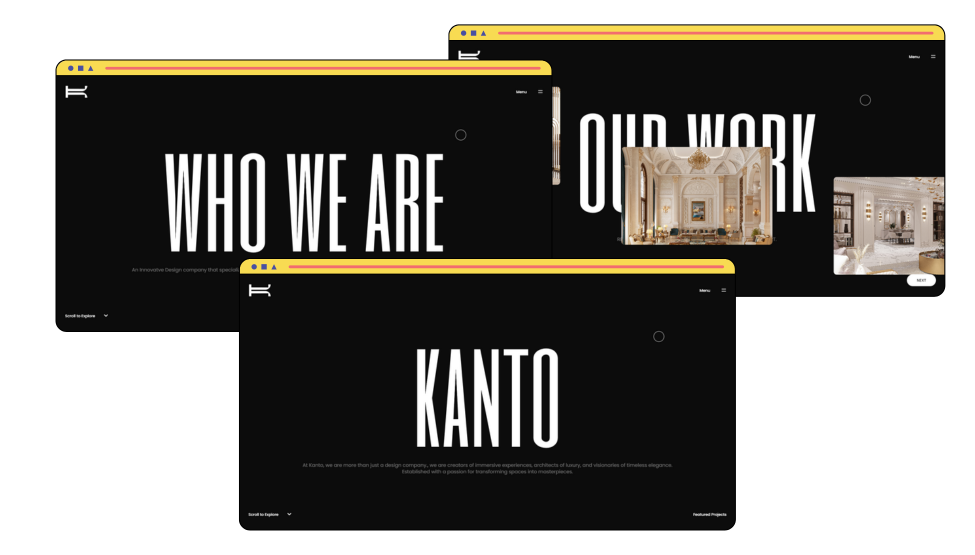 Menu
WHO WE ARE
An Innovative Design company that
Scroll to Explore
Menu
OUR WORK
NEXT
Menu
KANTO
At Kanto, we are more than just a design company., we are creators of immersive experiences, architects of luxury, and visionaries of timeless elegance.
Established with a passion for transforming spaces into masterpieces.
Scroll to Explore
Featured Projects